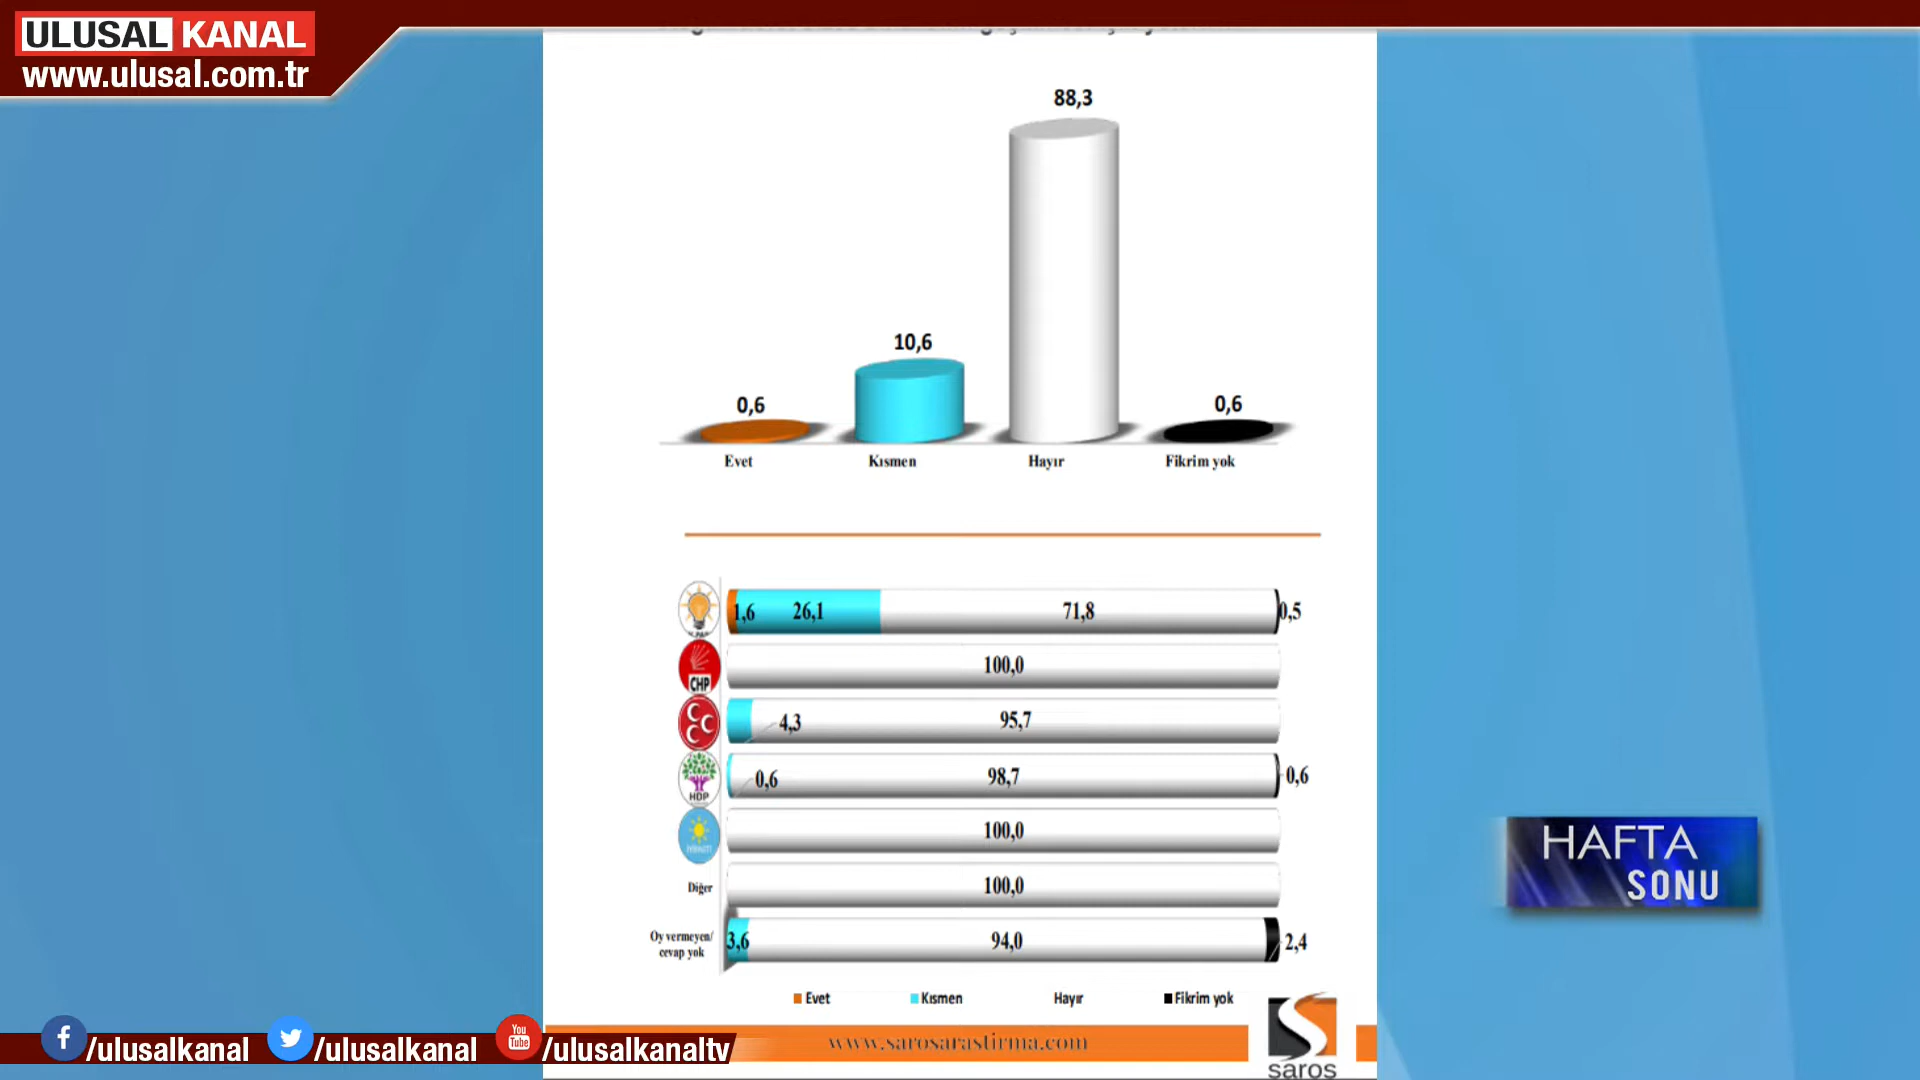 ULUSAL KANAL
www.ulusal.com.tr
88,3
10,6
0,6
0,6
Evet
Kısmen
Hayır
Fikrim yok
1,6
26,1
71,8
0,5
CHP
100,0
4,3
95,7
HDP
0,6
98,7
0,6
100,0
Diğer
100,0
Oy vermeyen/
cevap yok
3,6
94,0
2,4
Evet
Kısmen
Hayır
Fikrim yok
www.sarosarastirma.com
saros
HAFTA
SONU
/ulusalkanal
/ulusalkanal
You
Tube
/ulusalkanaltv